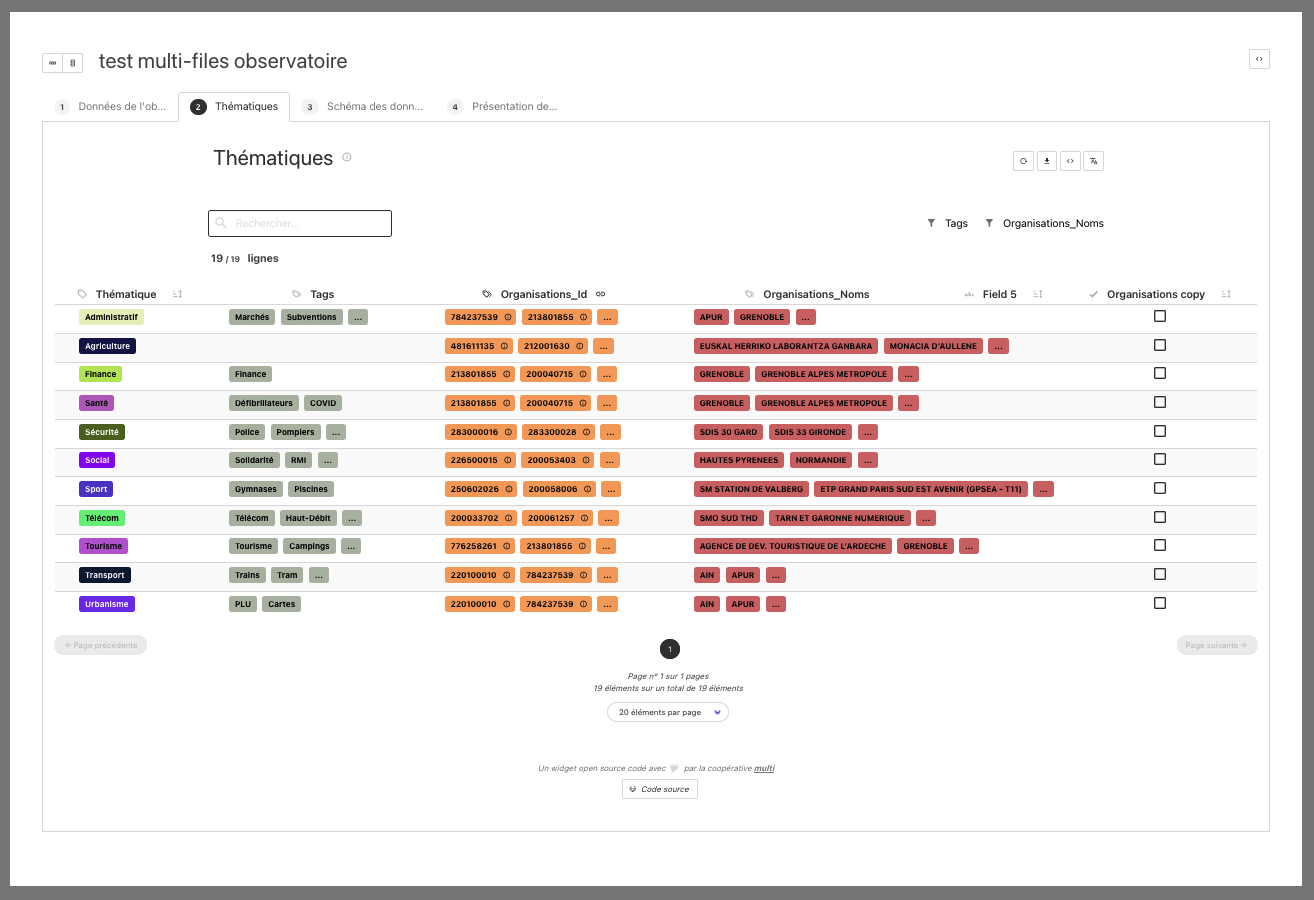 test multi-files observatoire
1 Données de l'ob... 2 Thématiques 3 Schéma des donn... 4 Présentation de...
Thématiques
Rechercher... Tags Organisations_Noms
19 / 19 lignes
Thématique Tags Organisations_Id Organisations_Noms Field 5 Organisations copy
Administratif Marchés Subventions ... 784237539 213801855 ... APUR GRENOBLE ...
Agriculture 481611135 212001630 ... EUSKAL HERRIKO LABORANTZA GANBARA MONACIA D'AULLENE ...
Finance Finance 213801855 200040715 ... GRENOBLE GRENOBLE ALPES METROPOLE ...
Santé Défibrillateurs COVID 213801855 200040715 ... GRENOBLE GRENOBLE ALPES METROPOLE ...
Sécurité Police Pompiers ... 283000016 283300028 ... SDIS 30 GARD SDIS 33 GIRONDE ...
Social Solidarité RMI ... 226500015 200053403 ... HAUTES PYRENEES NORMANDIE ...
Sport Gymnases Piscines 250602026 200058006 ... SM STATION DE VALBERG ETP GRAND PARIS SUD EST AVENIR (GPSEA - T11) ...
Télécom Télécom Haut-Débit ... 200033702 200061257 ... SMO SUD THD TARN ET GARONNE NUMERIQUE ...
Tourisme Tourisme Campings ... 776258261 213801855 ... AGENCE DE DEV. TOURISTIQUE DE L'ARDECHE GRENOBLE ...
Transport Trains Tram ... 220100010 784237539 ... AIN APUR ...
Urbanisme PLU Cartes 220100010 784237539 ... AIN APUR ...
← Page précédente 1 Page suivante →
Page n° 1 sur 1 pages
19 éléments sur un total de 19 éléments
20 éléments par page
Un widget open source codé avec par la coopérative multi
Code source